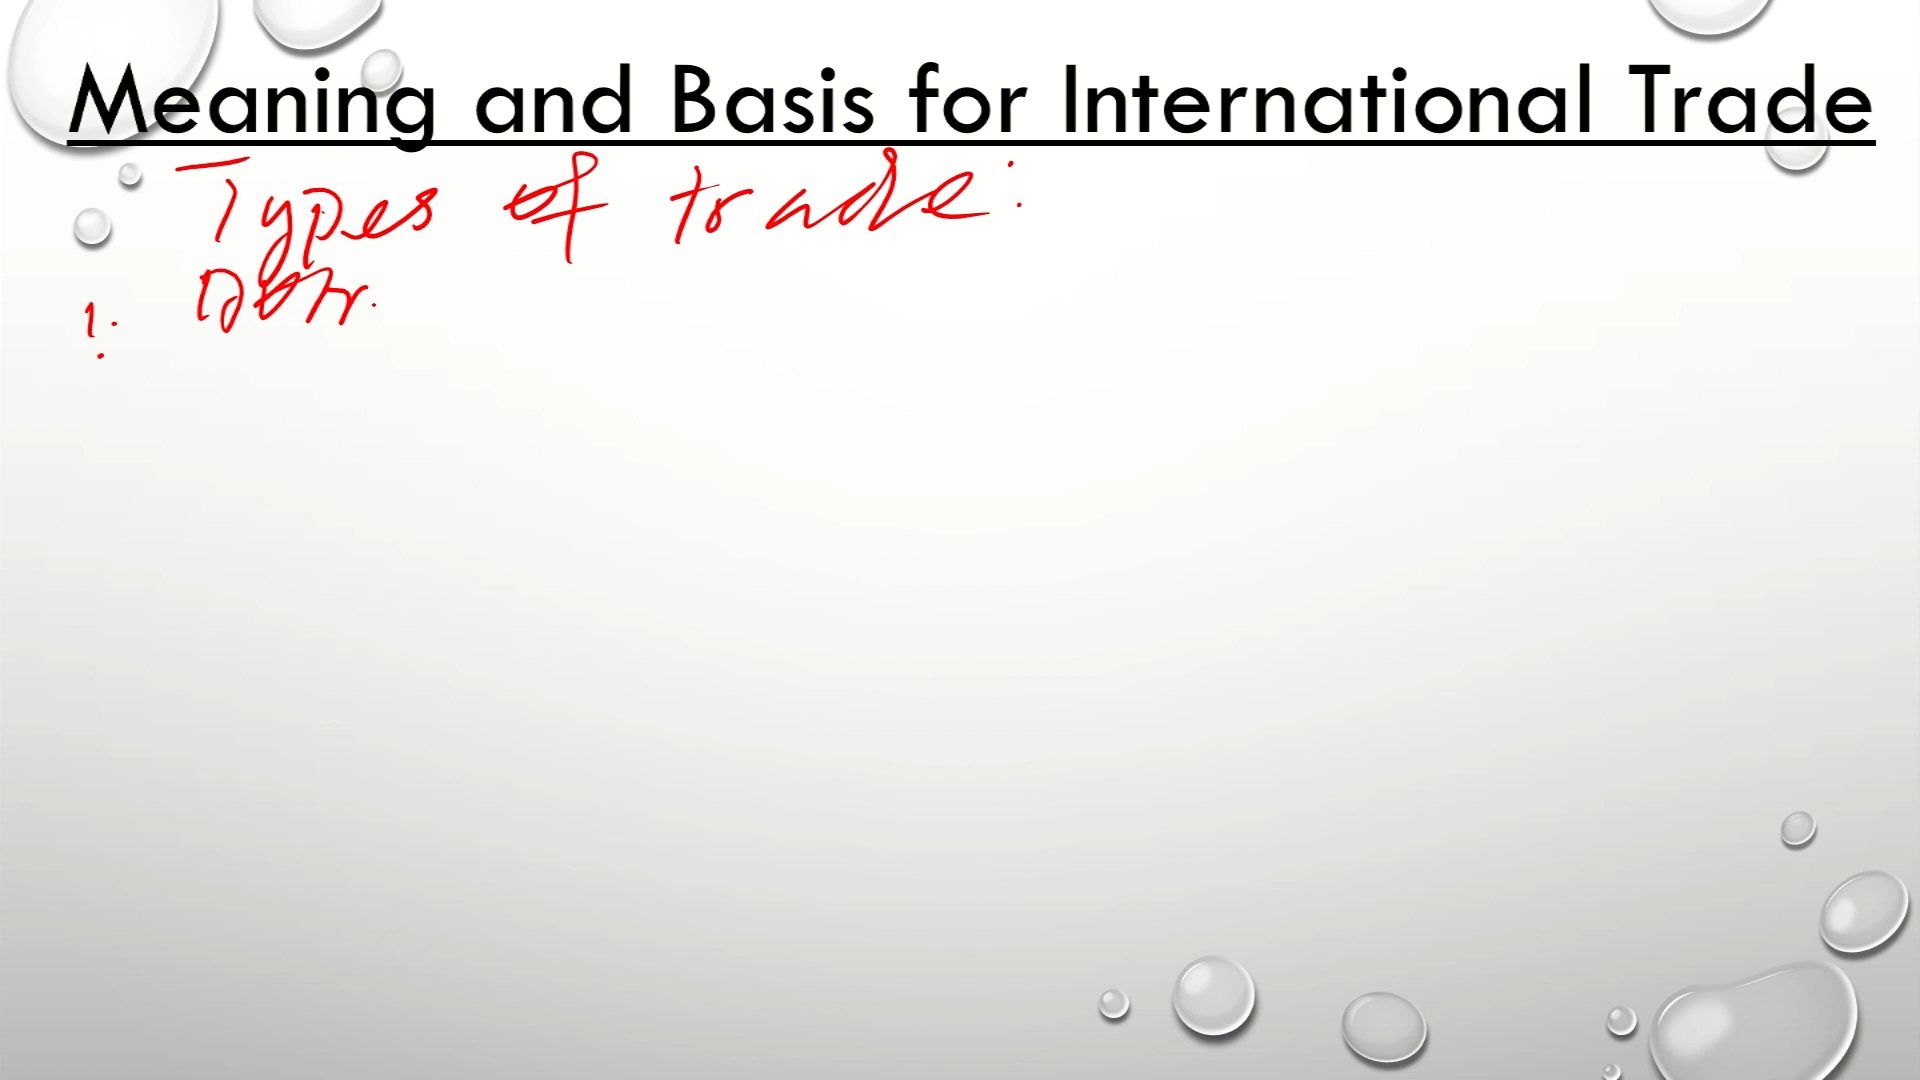 Meaning and Basis for International Trade
Types of trade:
1.